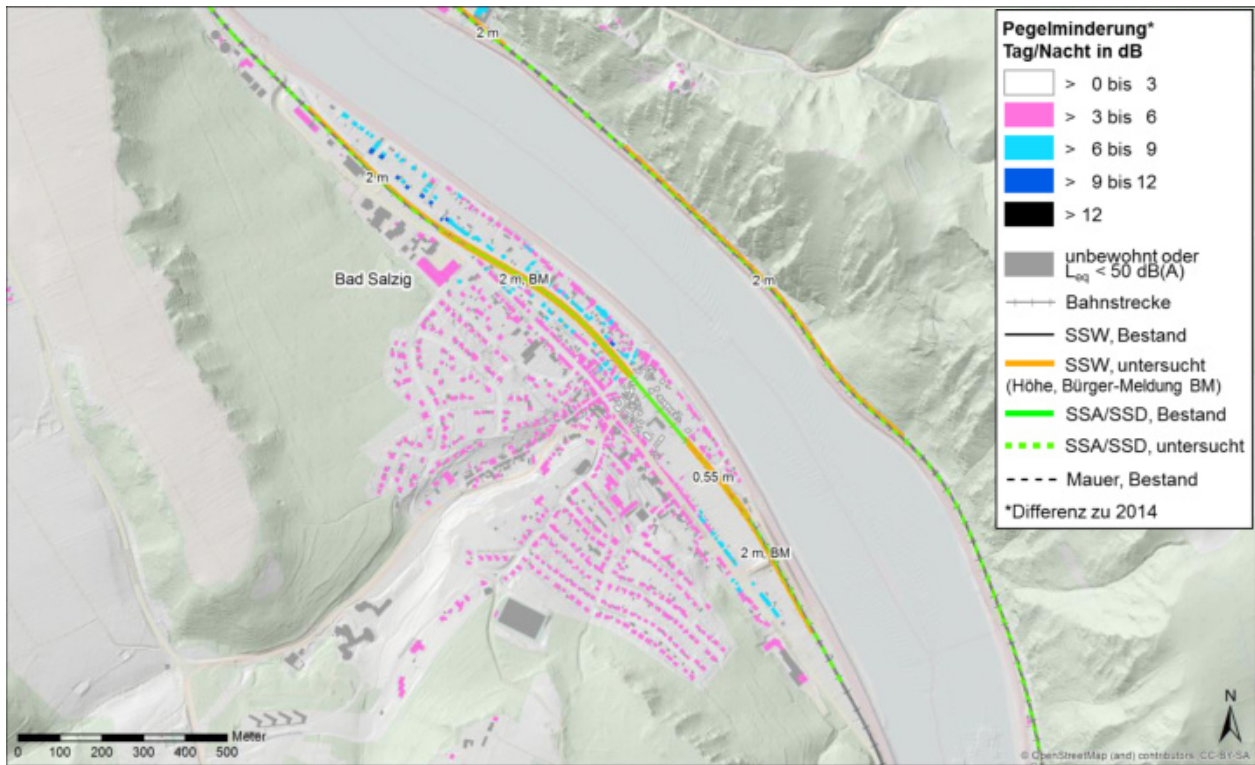 2 m
2 m
Bad Salzig
2 m, BM
2 m
0,55 m
2 m, BM
Pegelminderung*
Tag/Nacht in dB
> 0 bis 3
> 3 bis 6
> 6 bis 9
> 9 bis 12
> 12
unbewohnt oder
Leq < 50 dB(A)
Bahnstrecke
SSW, Bestand
SSW, untersucht
(Höhe, Bürger-Meldung BM)
SSA/SSD, Bestand
SSA/SSD, untersucht
Mauer, Bestand
*Differenz zu 2014
N
Meter
0 100 200 300 400 500
© OpenStreetMap (and) contributors, CC-BY-SA